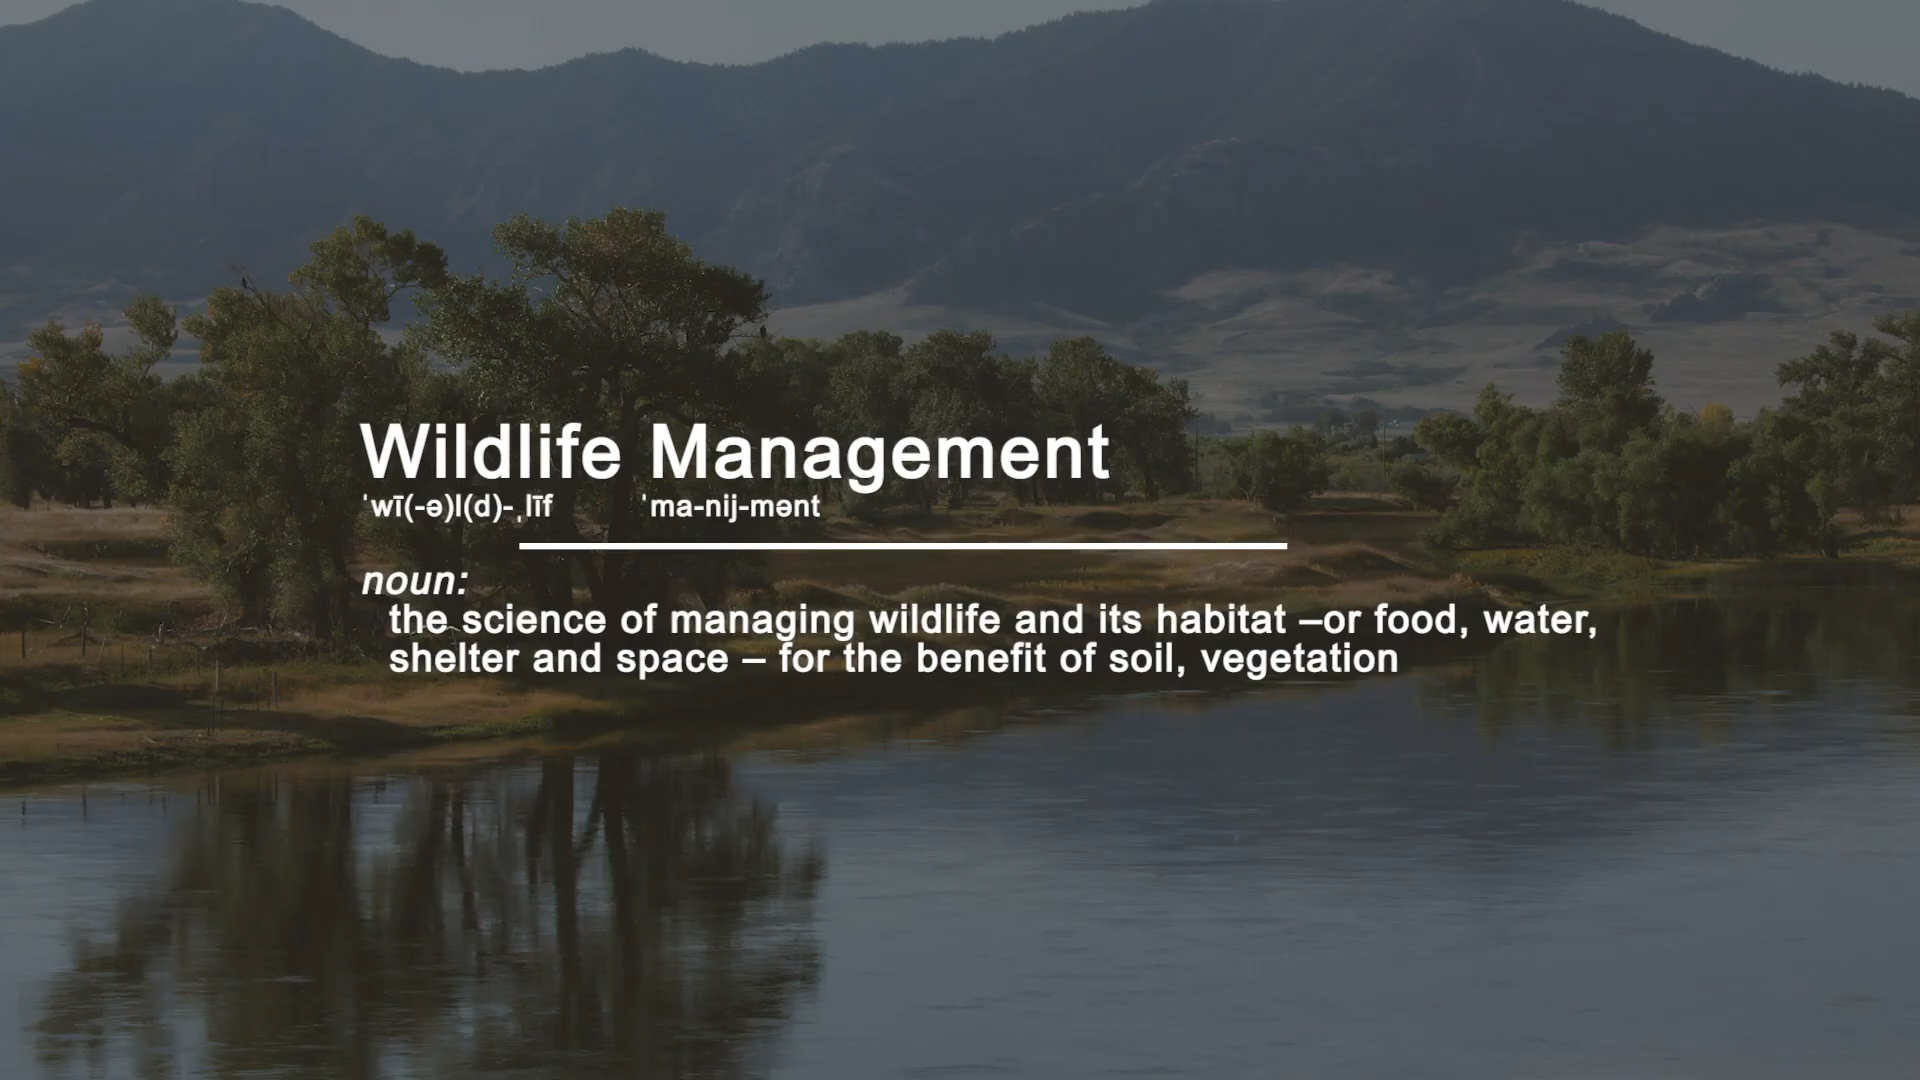 Wildlife Management
ˈwī(-ə)l(d)-ˌlīf ˈma-nij-mənt
noun:
the science of managing wildlife and its habitat –or food, water,
shelter and space – for the benefit of soil, vegetation